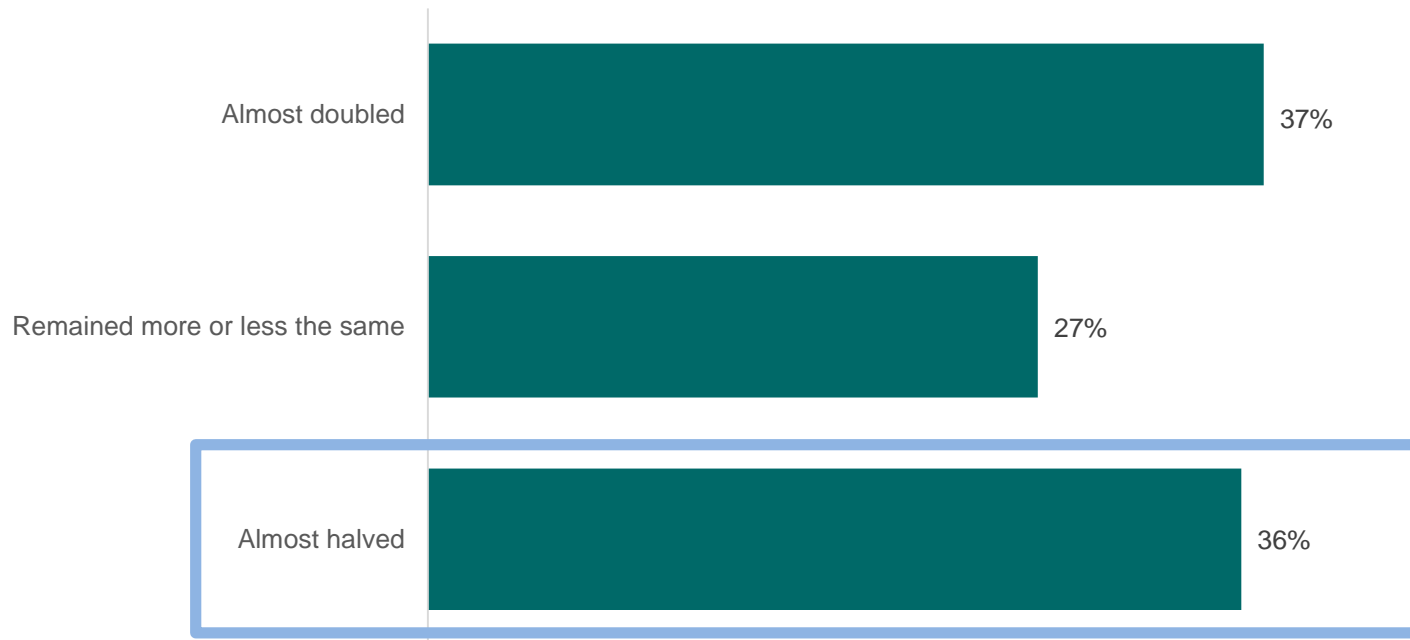 Almost doubled
37%
Remained more or less the same
27%
Almost halved
36%